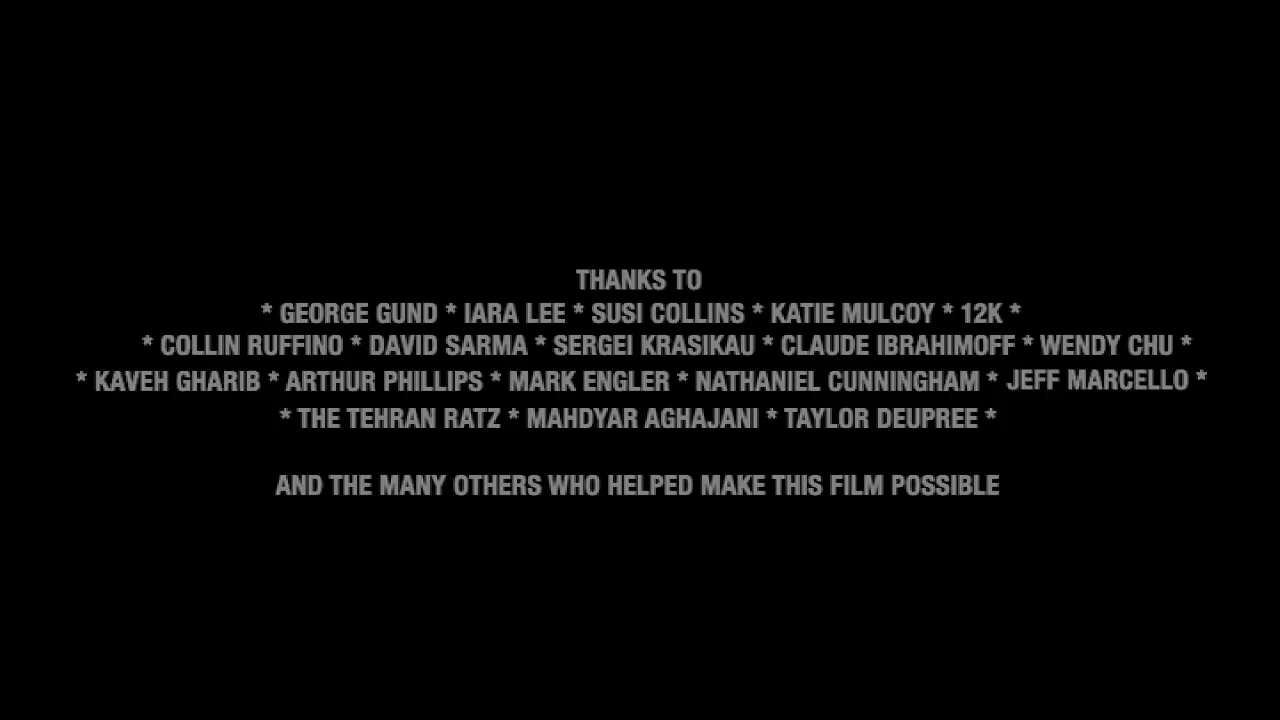 THANKS TO
* GEORGE GUND * IARA LEE * SUSI COLLINS * KATIE MULCOY * 12K *
* COLLIN RUFFINO * DAVID SARMA * SERGEI KRASIKAU * CLAUDE IBRAHIMOFF * WENDY CHU *
* KAVEH GHARIB * ARTHUR PHILLIPS * MARK ENGLER * NATHANIEL CUNNINGHAM * JEFF MARCELLO *
* THE TEHRAN RATZ * MAHDYAR AGHAJANI * TAYLOR DEUPREE *
AND THE MANY OTHERS WHO HELPED MAKE THIS FILM POSSIBLE